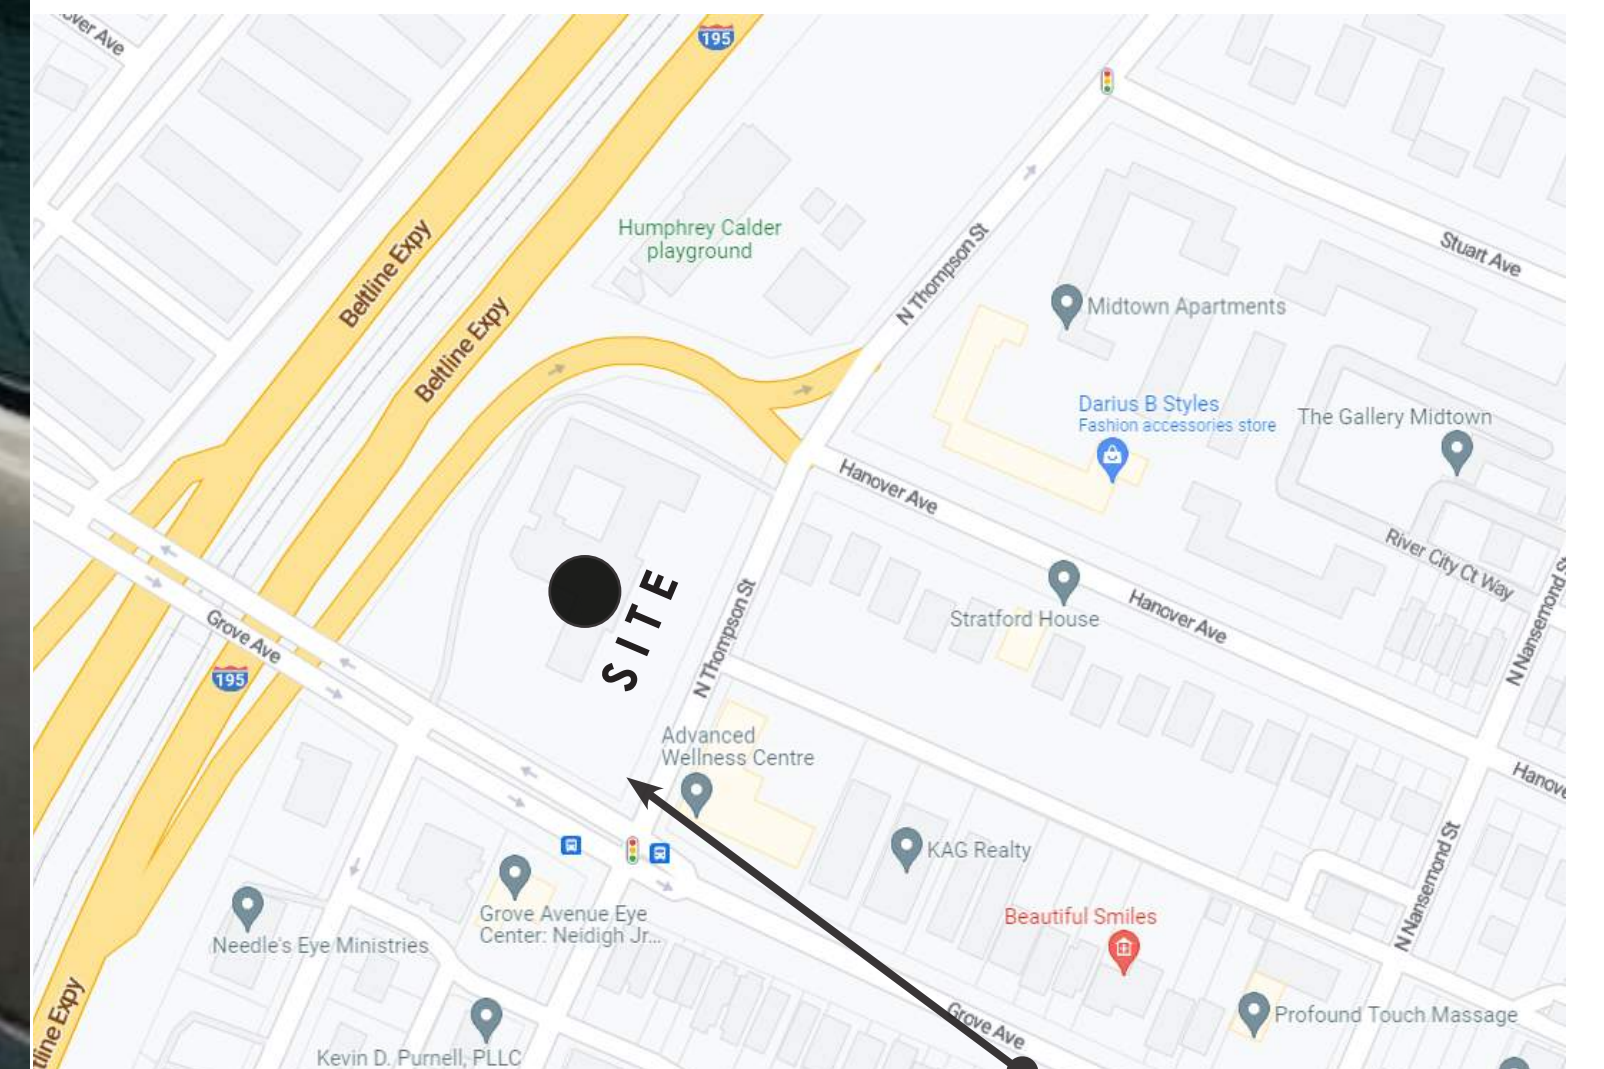 195
Stuart Ave
Humphrey Calder
playground
N Thompson St
Beltline Expy
Beltline Expy
Midtown Apartments
Darius B Styles
Fashion accessories store
The Gallery Midtown
Hanover Ave
River City Ct Way
Stratford House
Hanover Ave
N Nansemond St
SITE
N Thompson St
Grove Ave
195
Advanced
Wellness Centre
KAG Realty
N Nansemond St
Grove Avenue Eye
Center: Neidigh Jr...
Needle's Eye Ministries
Beautiful Smiles
Profound Touch Massage
Grove Ave
Kevin D. Purnell, PLLC